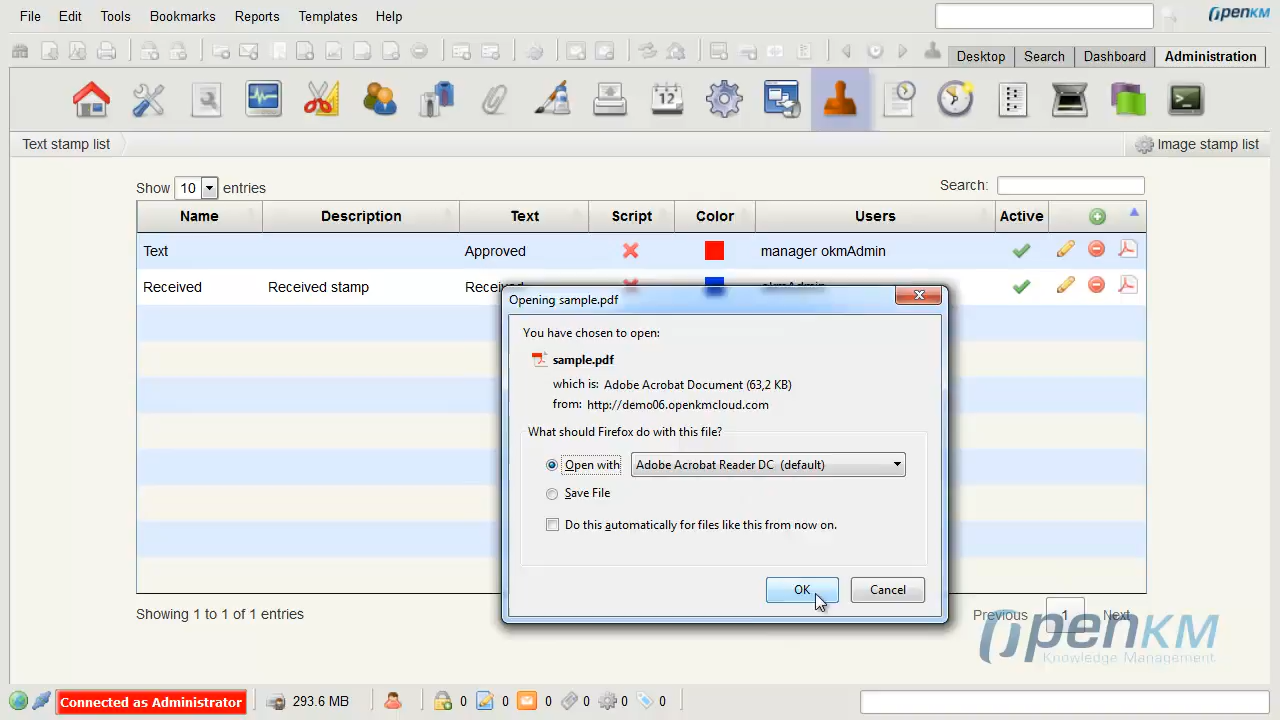 File Edit Tools Bookmarks Reports Templates Help
OPENKM
Desktop Search Dashboard Administration
12
Text stamp list
Image stamp list
Show 10 entries
Search:
Name Description Text Script Color Users Active
Text Approved manager okmAdmin
Received Received stamp Received okmAdmin
Opening sample.pdf
You have chosen to open:
sample.pdf
which is: Adobe Acrobat Document (63,2 KB)
from: http://demo06.openkmcloud.com
What should Firefox do with this file?
Open with Adobe Acrobat Reader DC (default)
Save File
Do this automatically for files like this from now on.
OK Cancel
Showing 1 to 1 of 1 entries
Previous 1 Next
OPENKM
Knowledge Management
Connected as Administrator 293.6 MB 0 0 0 0 0 0